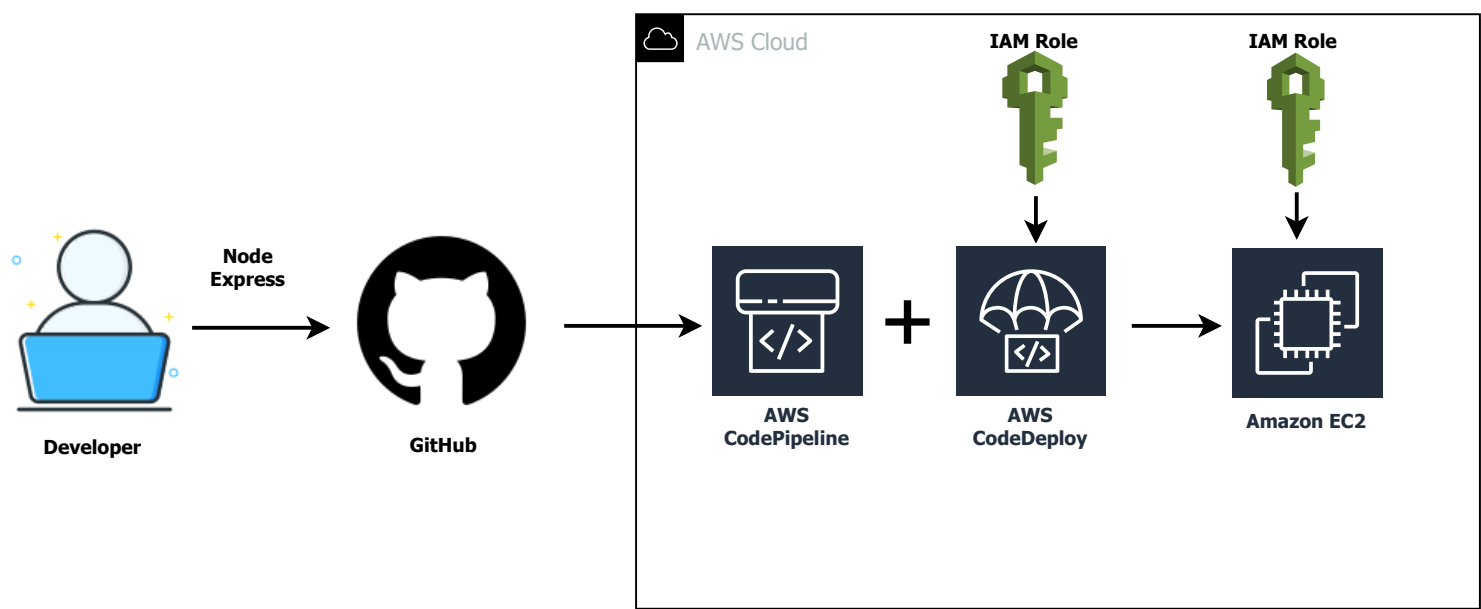 AWS Cloud
IAM Role
IAM Role
Node
Express
</>
</>
Developer
GitHub
AWS
CodePipeline
AWS
CodeDeploy
Amazon EC2